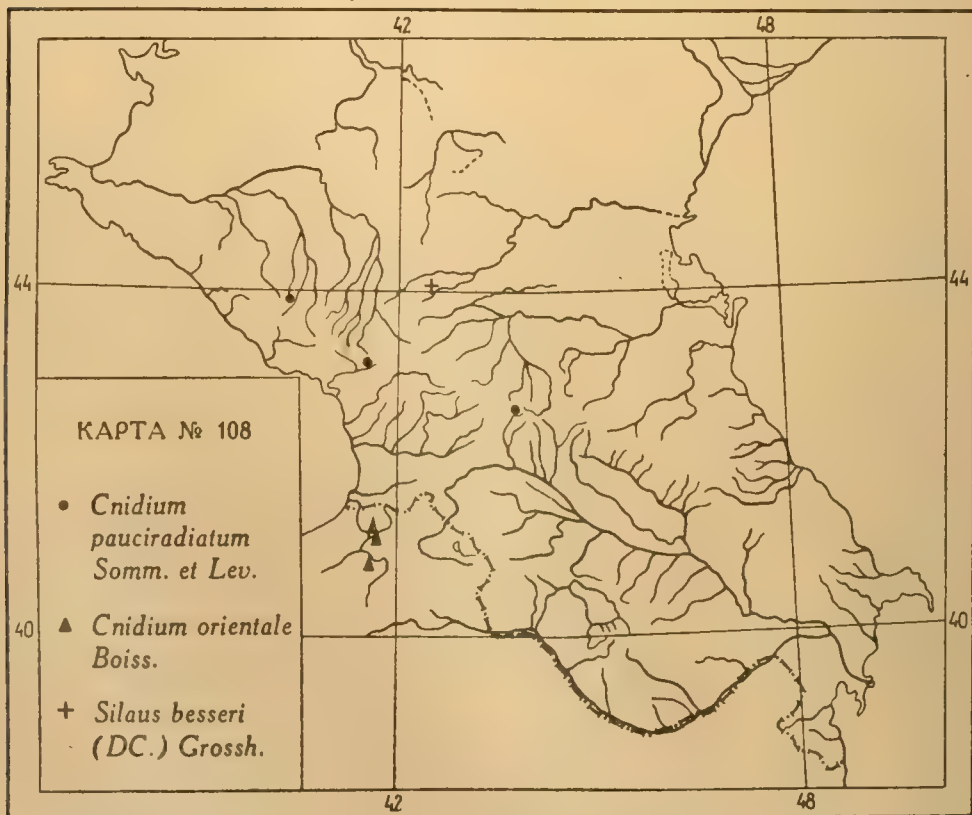 42 48
44 44
КАРТА № 108
• Cnidium
pauciradiatum
Somm. et Lev.
▲ Cnidium orientale
Boiss.
+ Silaus besseri
(DC.) Grossh.
40 40
42 48